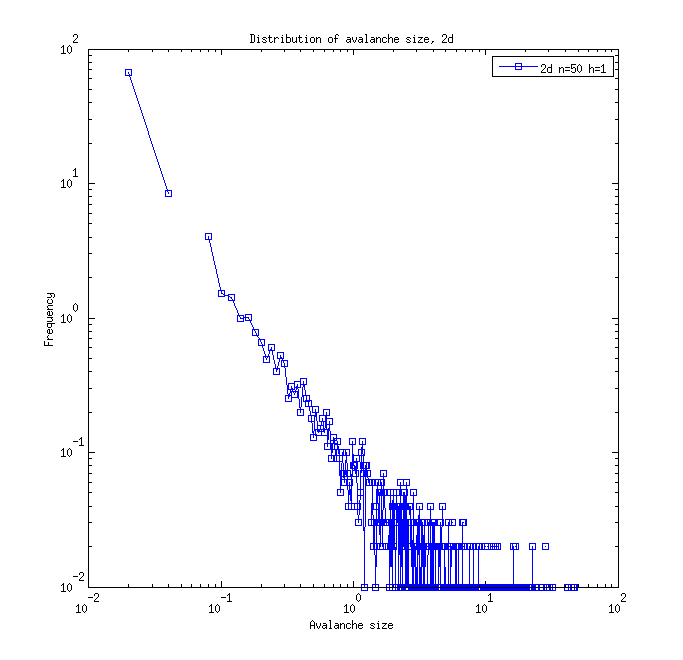 Distribution of avalanche size, 2d
2d n=50 h=1
10^2
10^1
10^0
10^-1
10^-2
Frequency
10^-2 10^-1 10^0 10^1 10^2
Avalanche size